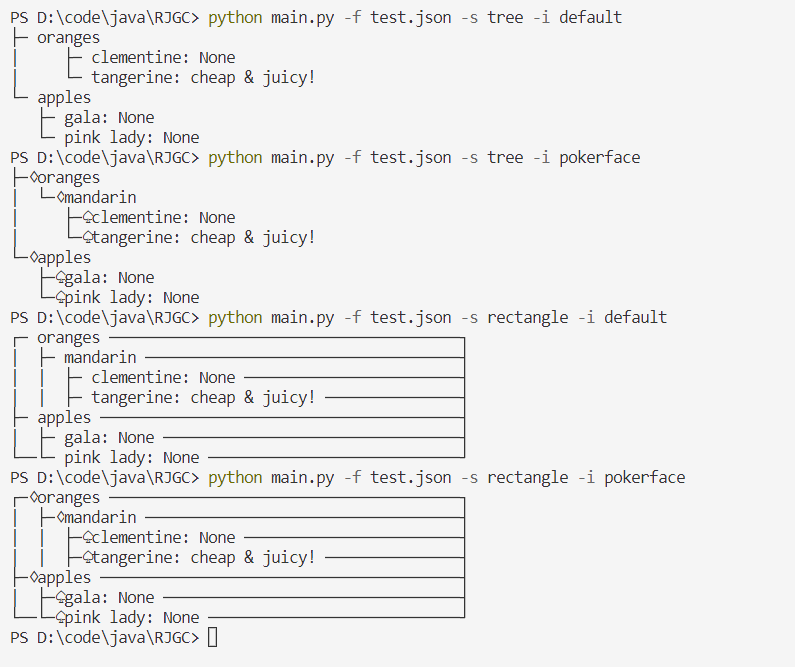 PS D:\code\java\RJGC> python main.py -f test.json -s tree -i default
├─ oranges
│     ├─ clementine: None
│     └─ tangerine: cheap & juicy!
└─ apples
   ├─ gala: None
   └─ pink lady: None
PS D:\code\java\RJGC> python main.py -f test.json -s tree -i pokerface
├─♢oranges
│  └─♢mandarin
│     ├─♤clementine: None
│     └─♤tangerine: cheap & juicy!
└─♢apples
   ├─♤gala: None
   └─♤pink lady: None
PS D:\code\java\RJGC> python main.py -f test.json -s rectangle -i default
┌─ oranges ───────────────────────────────────────┐
│  ├─ mandarin ───────────────────────────────────┤
│  │  ├─ clementine: None ────────────────────────┤
│  │  ├─ tangerine: cheap & juicy! ───────────────┤
├─ apples ────────────────────────────────────────┤
│  ├─ gala: None ─────────────────────────────────┤
└──└─ pink lady: None ────────────────────────────┘
PS D:\code\java\RJGC> python main.py -f test.json -s rectangle -i pokerface
┌─♢oranges ───────────────────────────────────────┐
│  ├─♢mandarin ───────────────────────────────────┤
│  │  ├─♤clementine: None ────────────────────────┤
│  │  ├─♤tangerine: cheap & juicy! ───────────────┤
├─♢apples ────────────────────────────────────────┤
│  ├─♤gala: None ─────────────────────────────────┤
└──└─♤pink lady: None ────────────────────────────┘
PS D:\code\java\RJGC>